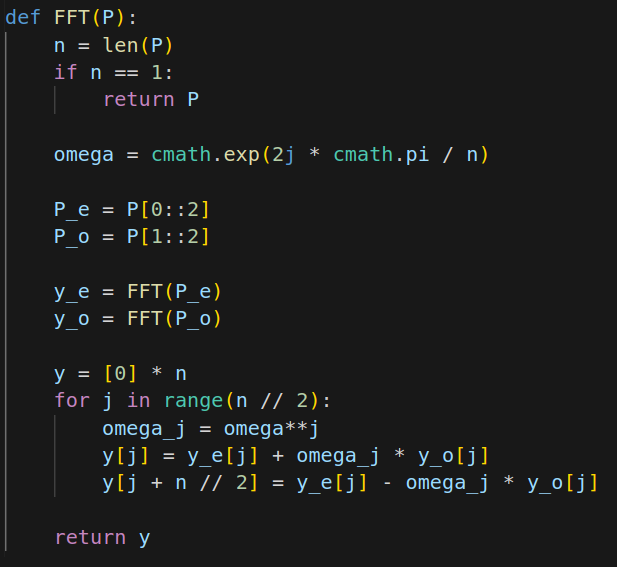 def FFT(P):
    n = len(P)
    if n == 1:
        return P
    omega = cmath.exp(2j * cmath.pi / n)
    P_e = P[0::2]
    P_o = P[1::2]
    y_e = FFT(P_e)
    y_o = FFT(P_o)
    y = [0] * n
    for j in range(n // 2):
        omega_j = omega**j
        y[j] = y_e[j] + omega_j * y_o[j]
        y[j + n // 2] = y_e[j] - omega_j * y_o[j]
    return y